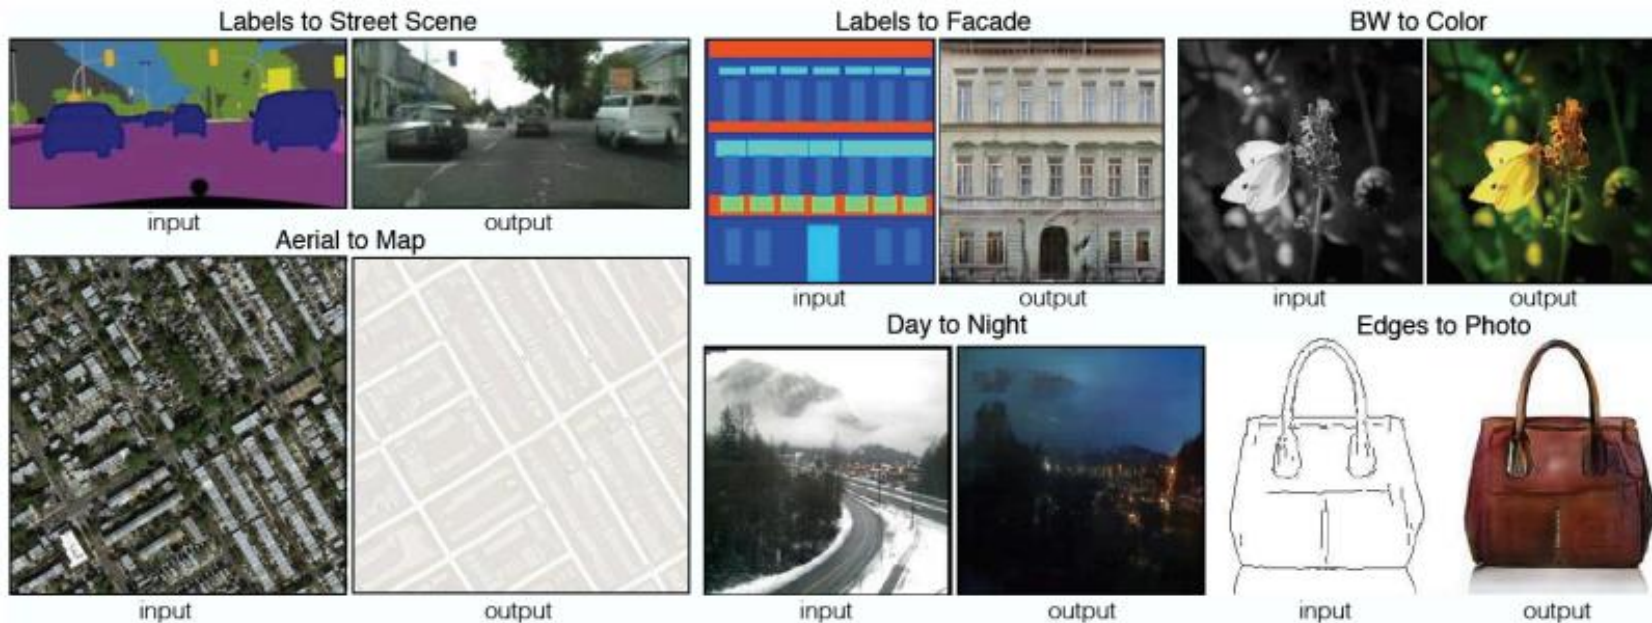 Labels to Street Scene
input
output
Aerial to Map
input
output
Labels to Facade
input
output
BW to Color
input
output
Day to Night
input
output
Edges to Photo
input
output